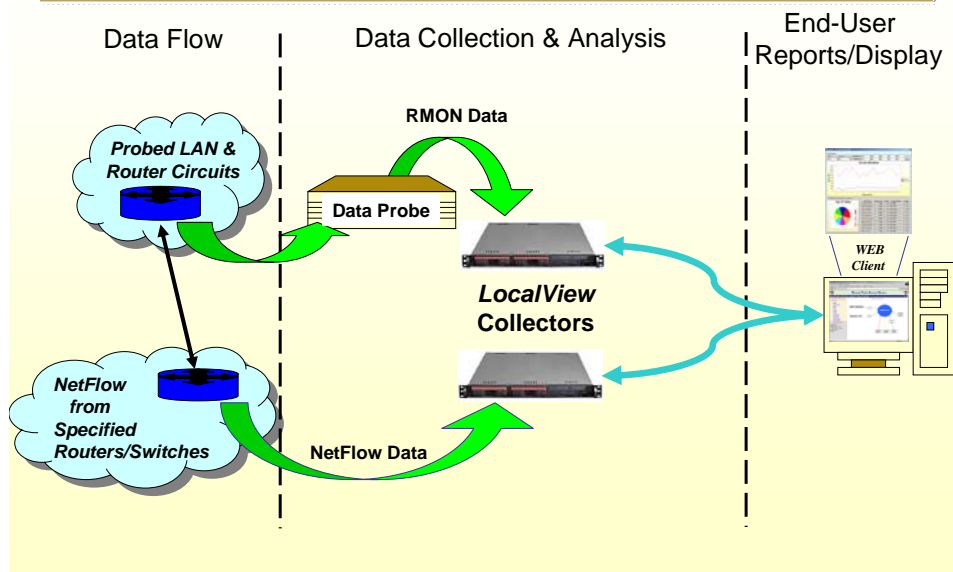 Data Flow
Data Collection & Analysis
End-User
Reports/Display
RMON Data
Probed LAN &
Router Circuits
Data Probe
WEB
Client
LocalView
Collectors
NetFlow
from
Specified
Routers/Switches
NetFlow Data